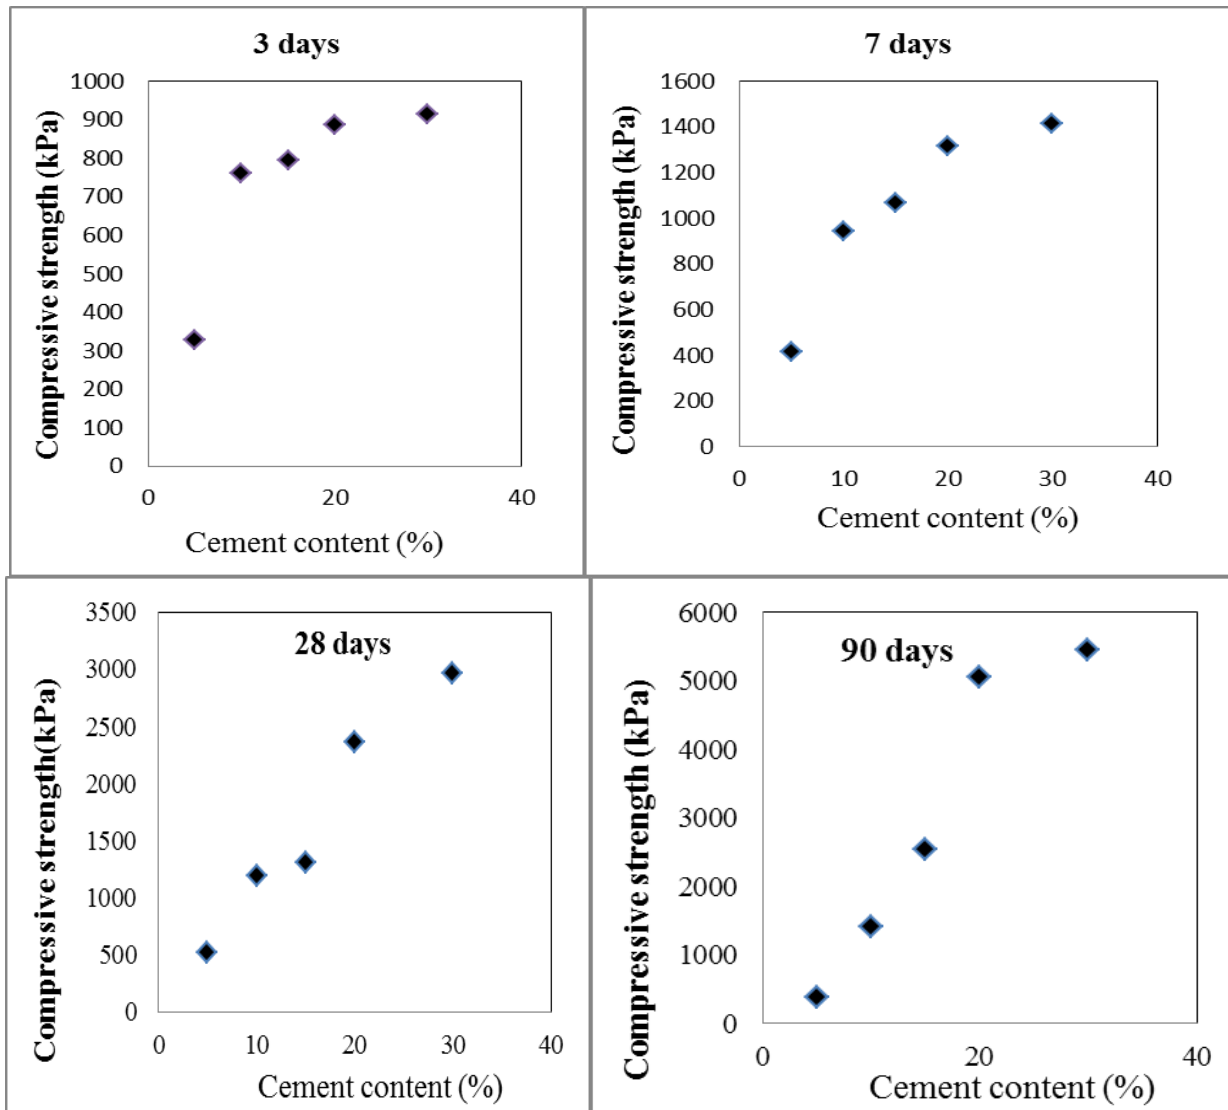 3 days
Compressive strength (kPa)
1000
900
800
700
600
500
400
300
200
100
0
0 20 40
Cement content (%)
7 days
Compressive strength (kPa)
1600
1400
1200
1000
800
600
400
200
0
0 10 20 30 40
Cement content (%)
28 days
Compressive strength(kPa)
3500
3000
2500
2000
1500
1000
500
0
0 10 20 30 40
Cement content (%)
90 days
Compressive strength (kPa)
6000
5000
4000
3000
2000
1000
0
0 20 40
Cement content (%)